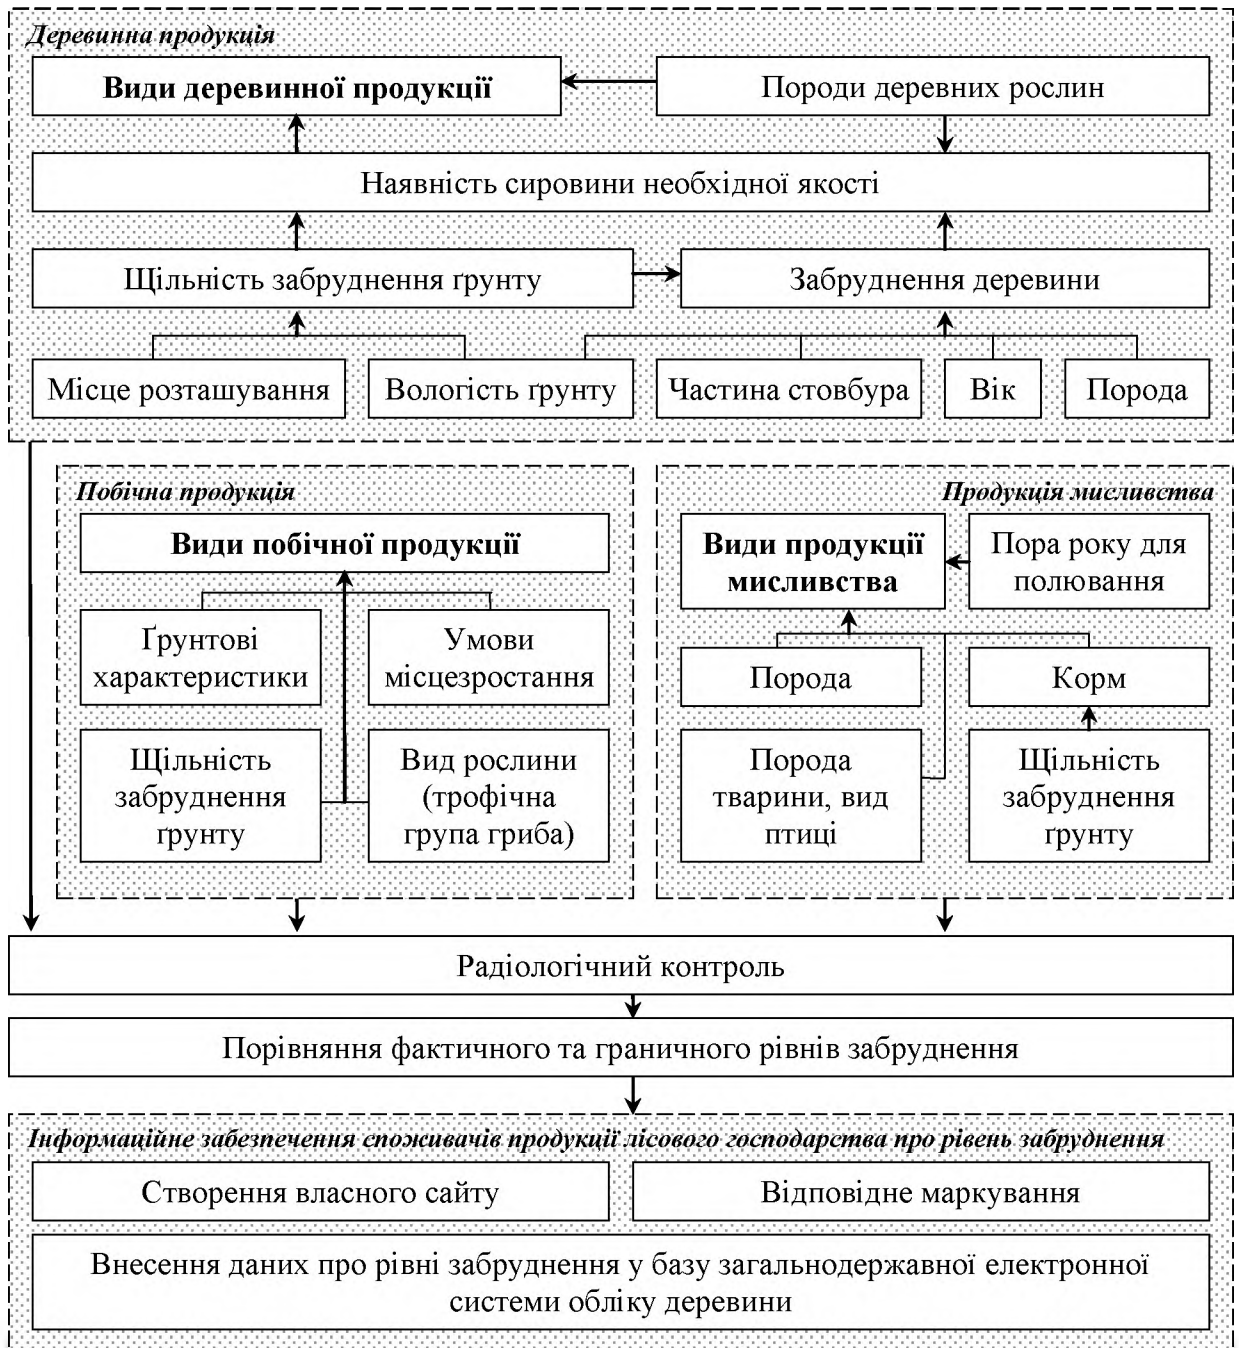 Деревинна продукція
Види деревинної продукції
Породи деревних рослин
Наявність сировини необхідної якості
Щільність забруднення ґрунту
Забруднення деревини
Місце розташування
Вологість ґрунту
Частина стовбура
Вік
Порода
Побічна продукція
Види побічної продукції
Ґрунтові
характеристики
Умови
місцезростання
Щільність
забруднення
ґрунту
Вид рослини
(трофічна
група гриба)
Продукція мисливства
Види продукції
мисливства
Пора року для
полювання
Порода
Корм
Порода
тварини, вид
птиці
Щільність
забруднення
ґрунту
Радіологічний контроль
Порівняння фактичного та граничного рівнів забруднення
Інформаційне забезпечення споживачів продукції лісового господарства про рівень забруднення
Створення власного сайту
Відповідне маркування
Внесення даних про рівні забруднення у базу загальнодержавної електронної
системи обліку деревини